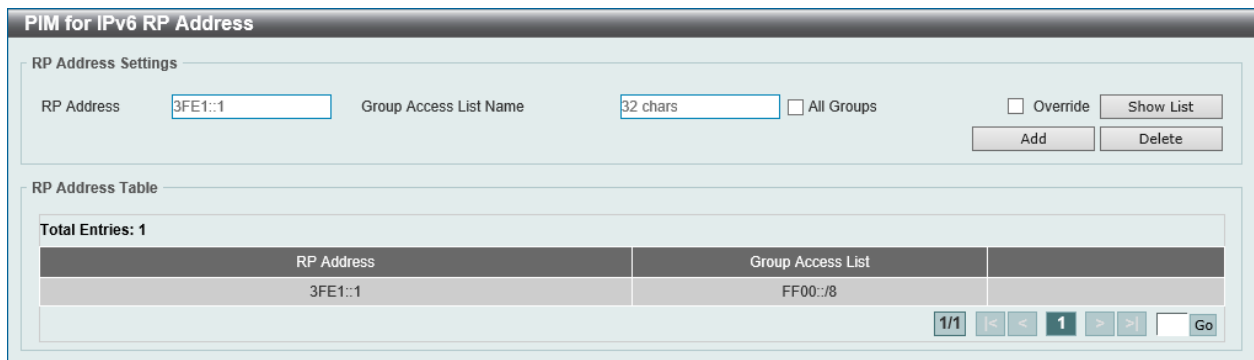 PIM for IPv6 RP Address
RP Address Settings
RP Address 3FE1::1 Group Access List Name 32 chars All Groups Override Show List
Add Delete
RP Address Table
Total Entries: 1
RP Address Group Access List
3FE1::1 FF00::/8
1/1 |< < 1 > >| Go